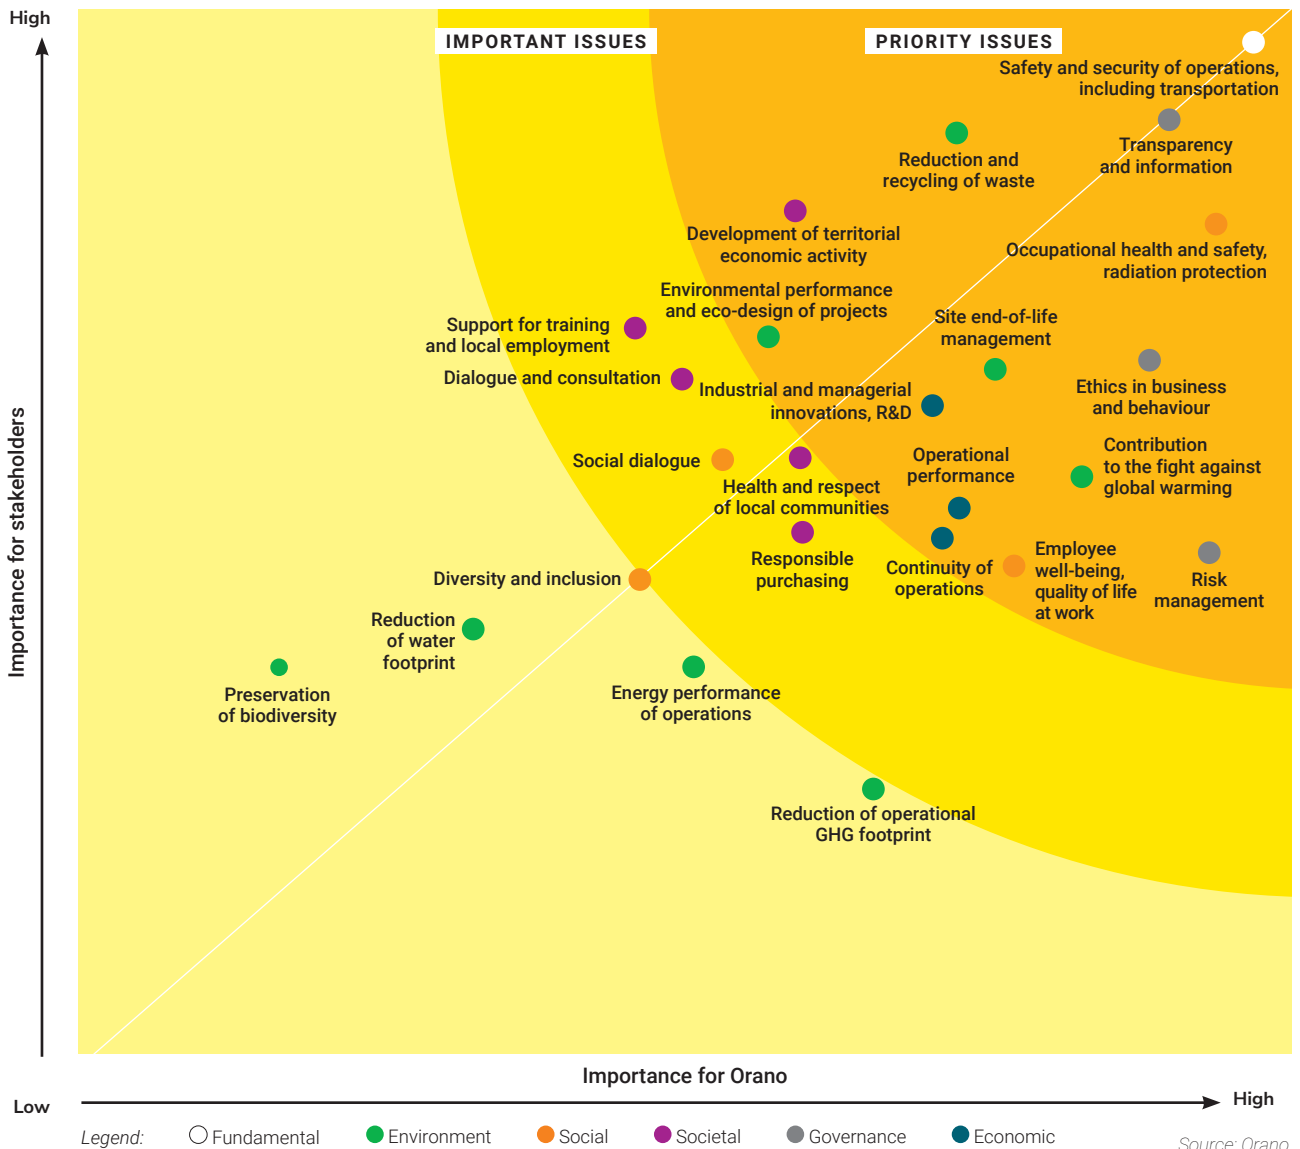 High
IMPORTANT ISSUES
PRIORITY ISSUES
Safety and security of operations,
including transportation
Transparency
and information
Reduction and
recycling of waste
Development of territorial
economic activity
Occupational health and safety,
radiation protection
Environmental performance
and eco-design of projects
Support for training
and local employment
Site end-of-life
management
Dialogue and consultation
Industrial and managerial
innovations, R&D
Ethics in business
and behaviour
Social dialogue
Operational
performance
Contribution
to the fight against
global warming
Health and respect
of local communities
Responsible
purchasing
Continuity of
operations
Employee
well-being,
quality of life
at work
Risk
management
Diversity and inclusion
Reduction
of water
footprint
Preservation
of biodiversity
Energy performance
of operations
Reduction of operational
GHG footprint
Importance for stakeholders
Importance for Orano
Low
High
Legend:
Fundamental
Environment
Social
Societal
Governance
Economic
Source: Orano